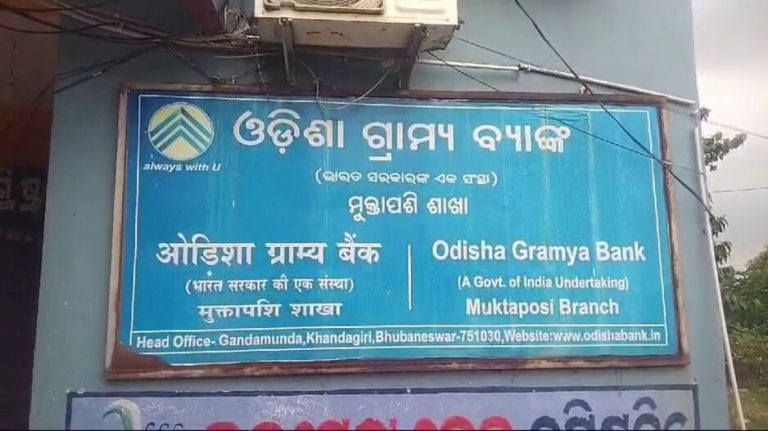 ଓଡ଼ିଶା ଗ୍ରାମ୍ୟ ବ୍ୟାଙ୍କ
always with U
(ଭାରତ ସରକାରଙ୍କ ଏକ ସଂସ୍ଥା)
ମୁକ୍ତାପଶି ଶାଖା
ओडिशा ग्राम्य बैंक
(भारत सरकार की एक संस्था)
मुक्तापशि शाखा
Odisha Gramya Bank
(A Govt. of India Undertaking)
Muktaposi Branch
Head Office- Gandamunda,Khandagiri,Bhubaneswar-751030,Website:www.odishabank.in